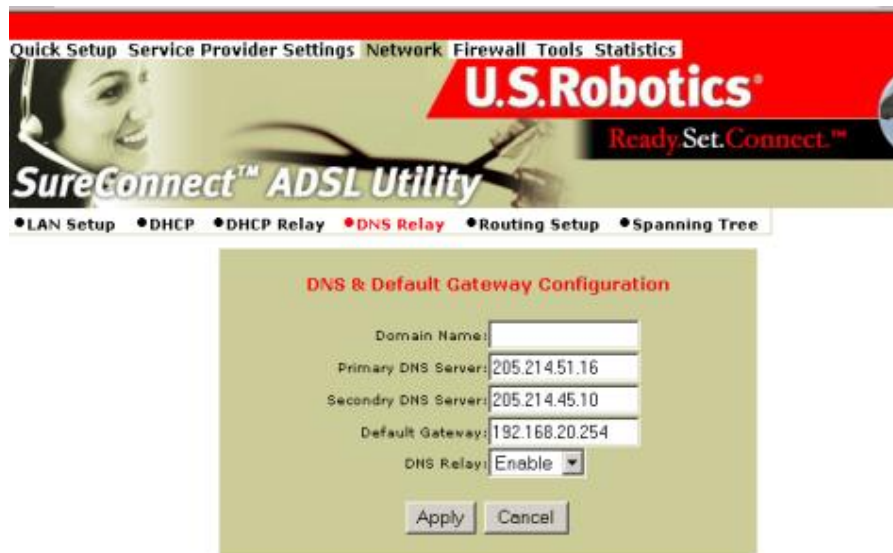 Quick Setup Service Provider Settings Network Firewall Tools Statistics
U.S.Robotics®
Ready.Set.Connect.™
SureConnect™ ADSL Utility
●LAN Setup ●DHCP ●DHCP Relay ●DNS Relay ●Routing Setup ●Spanning Tree
DNS & Default Gateway Configuration
Domain Name:
Primary DNS Server: 205.214.51.16
Secondry DNS Server: 205.214.45.10
Default Gateway: 192.168.20.254
DNS Relay: Enable
Apply Cancel